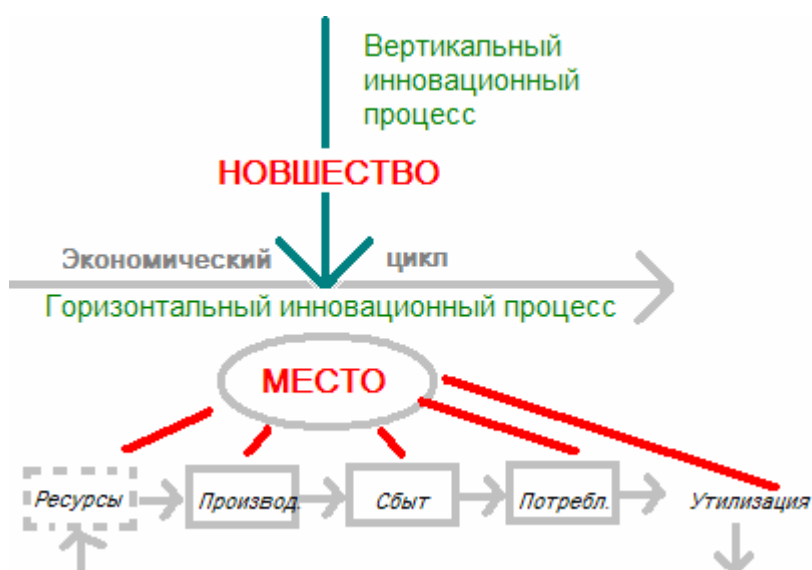 Вертикальный
инновационный
процесс
НОВШЕСТВО
Экономический цикл
Горизонтальный инновационный процесс
МЕСТО
Ресурсы Производ. Сбыт Потребл. Утилизация